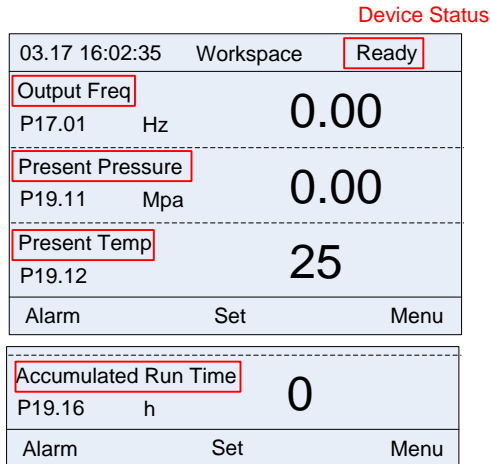 Device Status
03.17 16:02:35 Workspace Ready
Output Freq
0.00
P17.01 Hz
Present Pressure
0.00
P19.11 Mpa
Present Temp
25
P19.12
Alarm Set Menu
Accumulated Run Time
0
P19.16 h
Alarm Set Menu